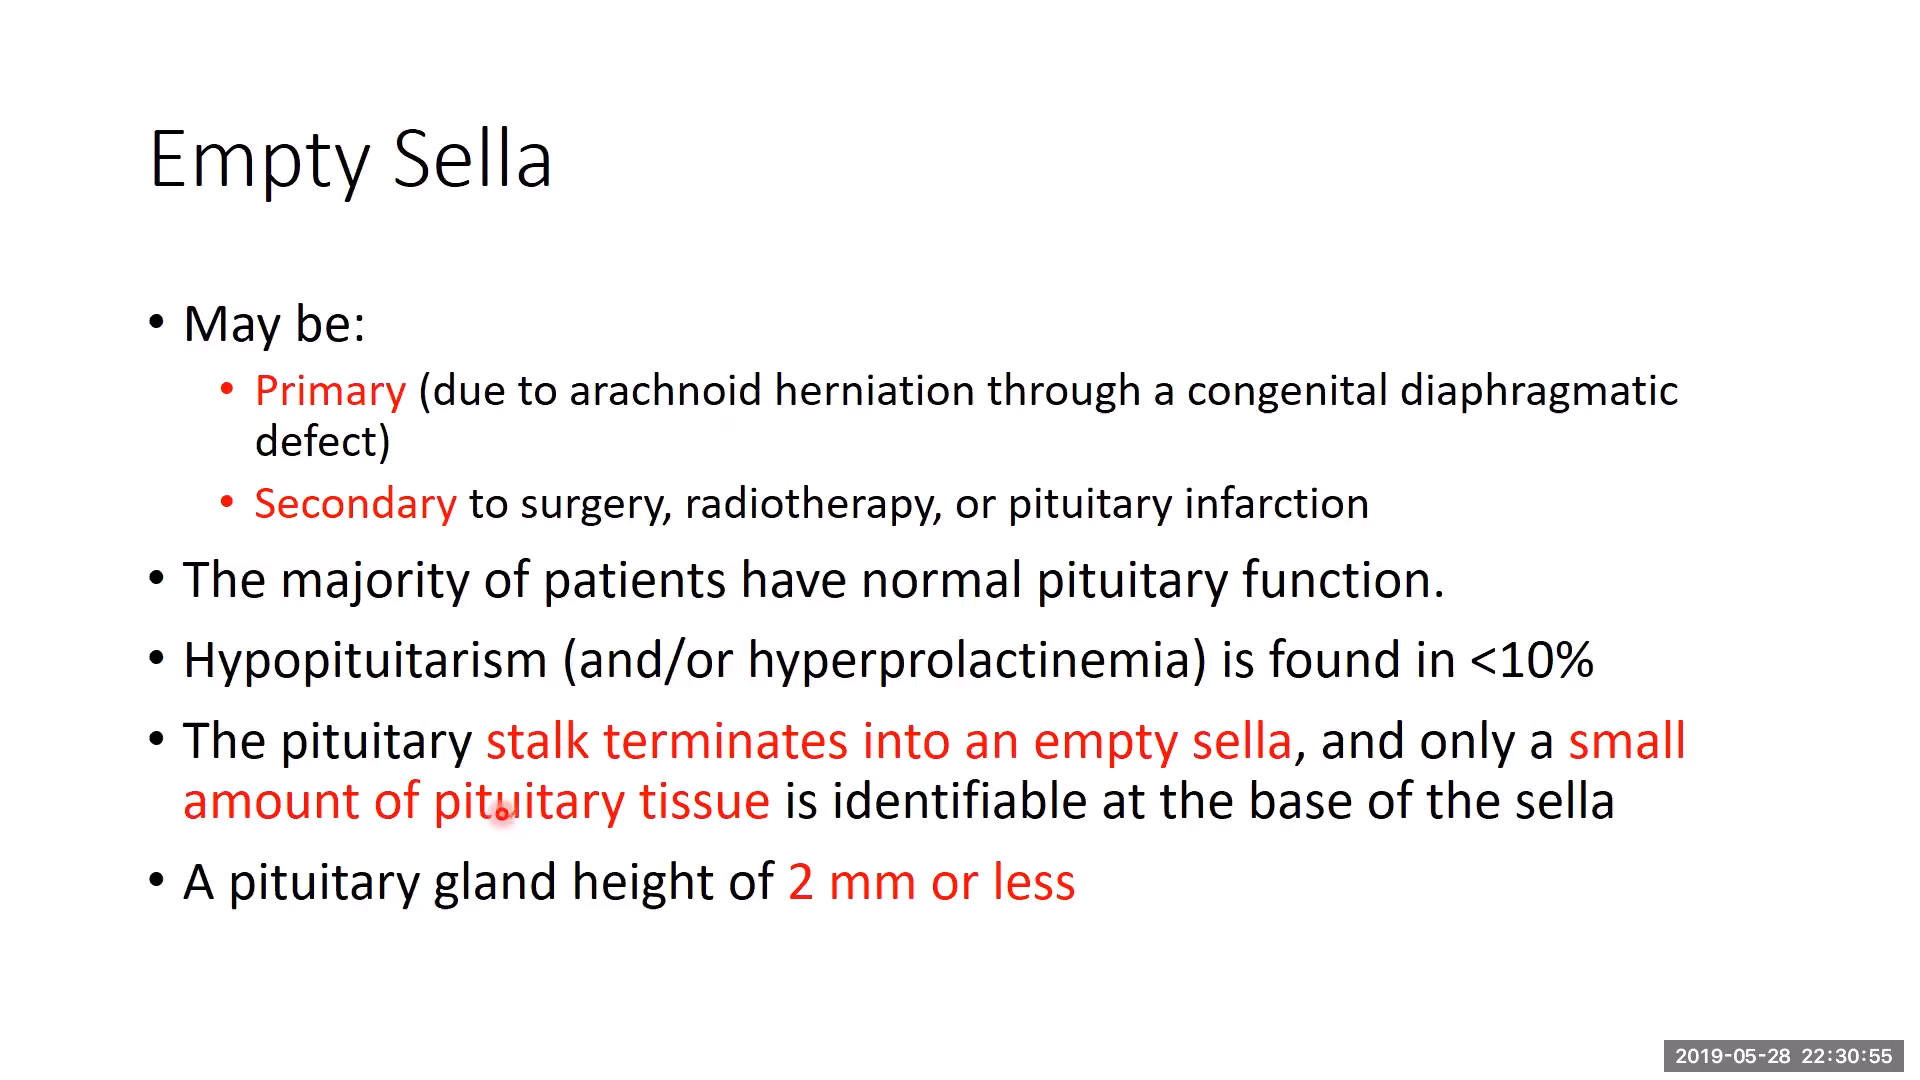 Empty Sella
• May be:
• Primary (due to arachnoid herniation through a congenital diaphragmatic
defect)
• Secondary to surgery, radiotherapy, or pituitary infarction
• The majority of patients have normal pituitary function.
• Hypopituitarism (and/or hyperprolactinemia) is found in <10%
• The pituitary stalk terminates into an empty sella, and only a small
amount of pituitary tissue is identifiable at the base of the sella
• A pituitary gland height of 2 mm or less
2019-05-28 22:30:55